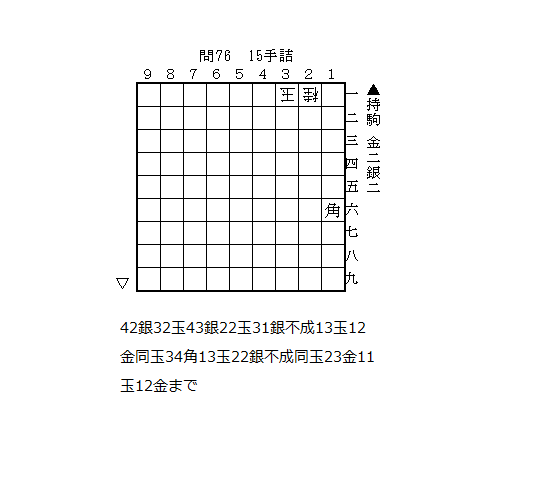 問76　15手詰
9 8 7 6 5 4 3 2 1
玉 桂 一
二
三
四
五
角 六
七
八
九
▲持駒 金二銀二
▽
42銀32玉43銀22玉31銀不成13玉12
金同玉34角13玉22銀不成同玉23金11
玉12金まで